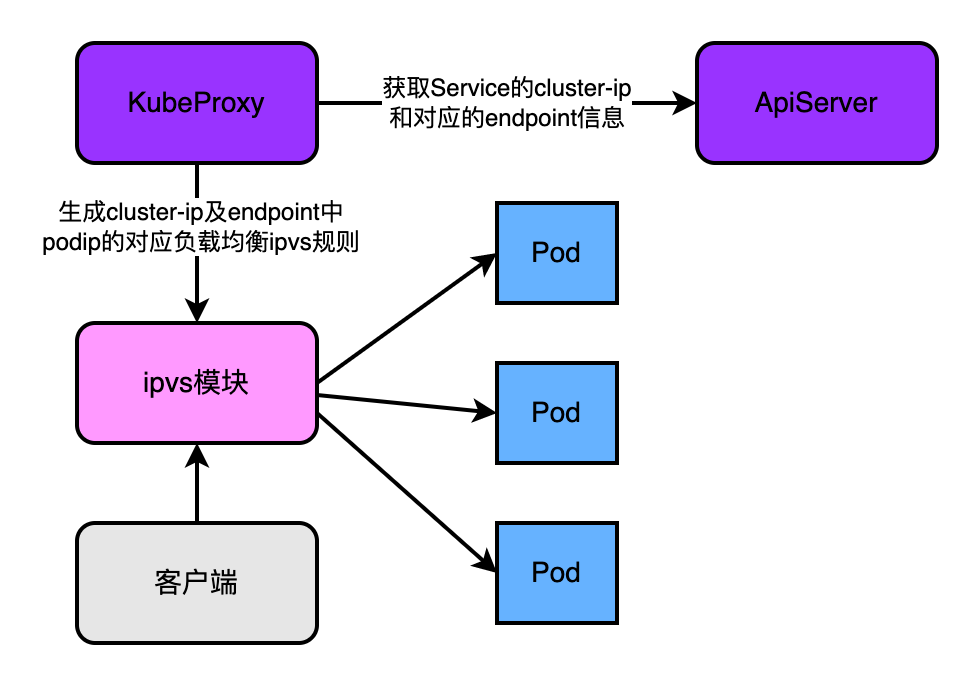 KubeProxy
获取Service的cluster-ip
和对应的endpoint信息
ApiServer
生成cluster-ip及endpoint中
podip的对应负载均衡ipvs规则
Pod
ipvs模块
Pod
客户端
Pod